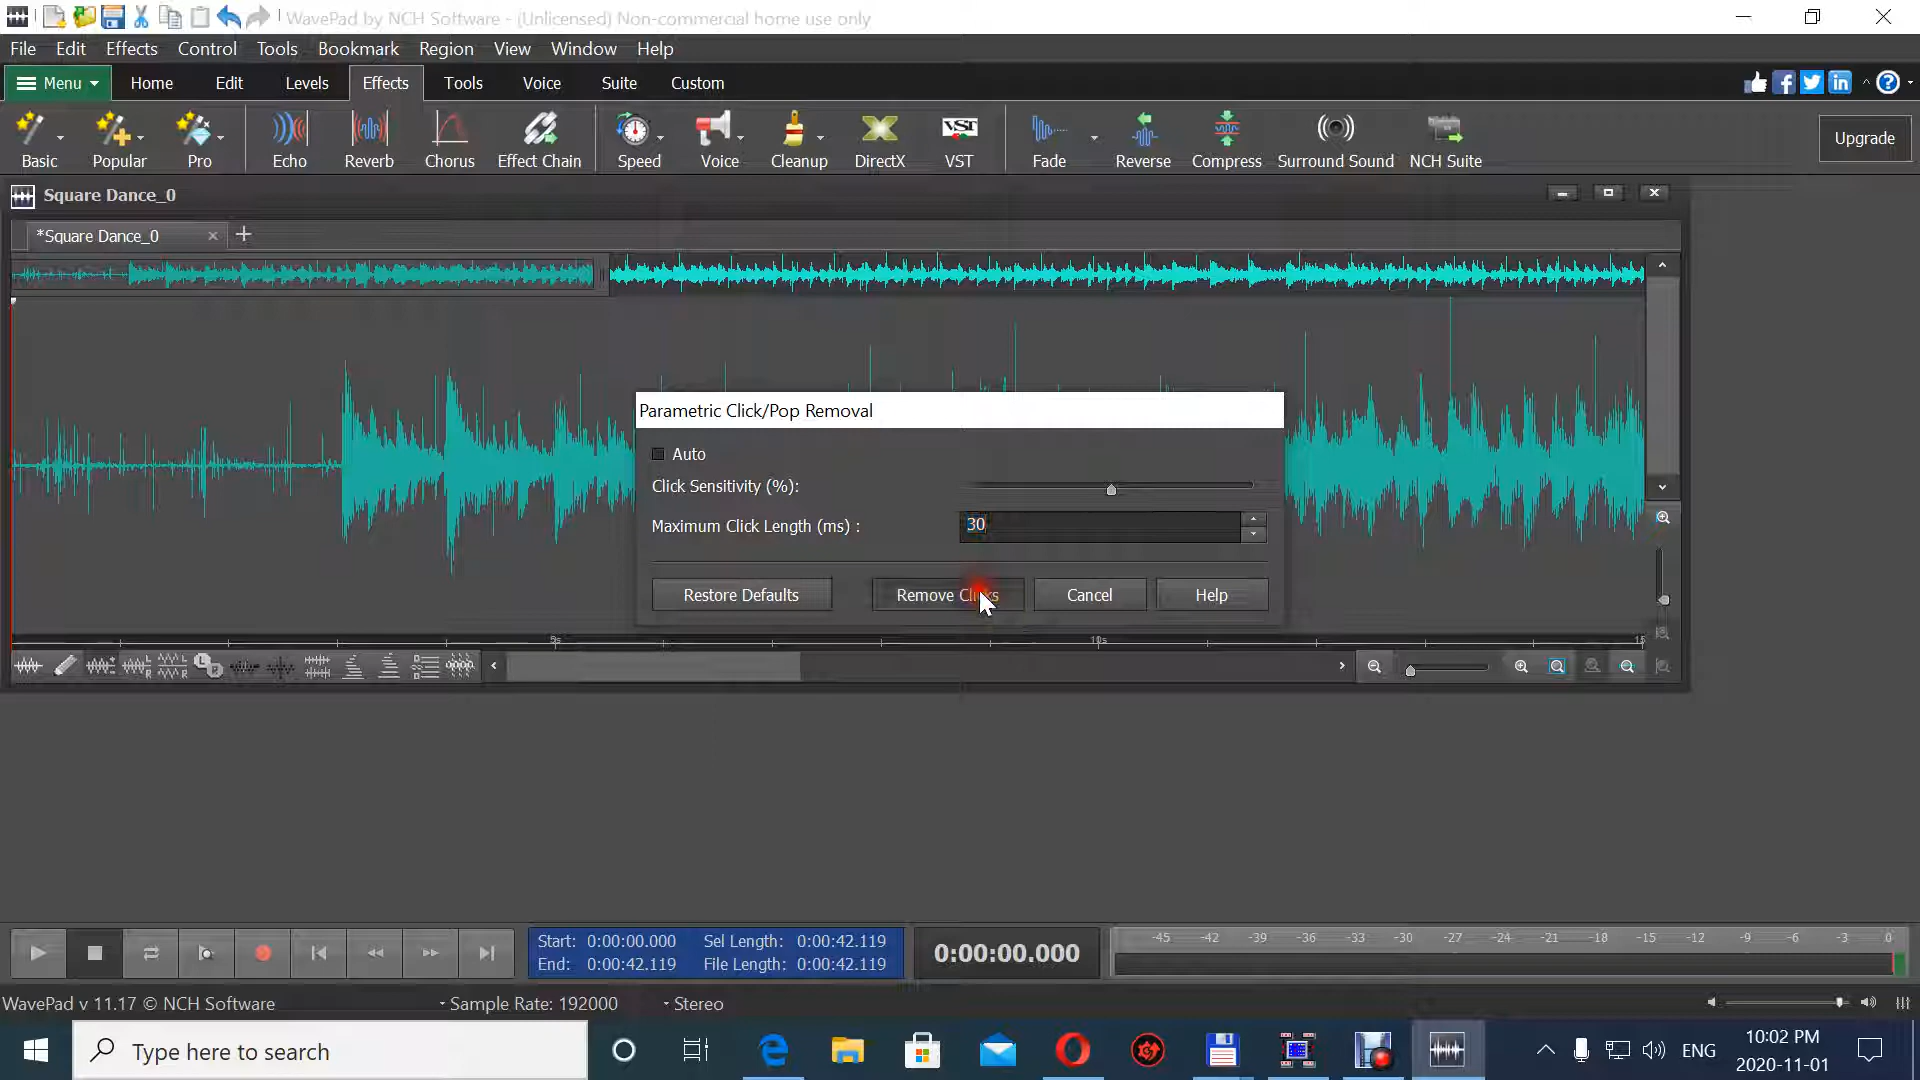 WavePad by NCH Software - (Unlicensed) Non-commercial home use only
File Edit Effects Control Tools Bookmark Region View Window Help
Menu Home Edit Levels Effects Tools Voice Suite Custom
Basic Popular Pro Echo Reverb Chorus Effect Chain Speed Voice Cleanup DirectX VST Fade Reverse Compress Surround Sound NCH Suite Upgrade
Square Dance_0
*Square Dance_0
Parametric Click/Pop Removal
Auto
Click Sensitivity (%):
Maximum Click Length (ms) : 30
Restore Defaults Remove Clicks Cancel Help
5s 10s 15
Start: 0:00:00.000 Sel Length: 0:00:42.119
End: 0:00:42.119 File Length: 0:00:42.119
0:00:00.000
-45 -42 -39 -36 -33 -30 -27 -24 -21 -18 -15 -12 -9 -6 -3 0
WavePad v 11.17 © NCH Software Sample Rate: 192000 Stereo
Type here to search
ENG
10:02 PM
2020-11-01